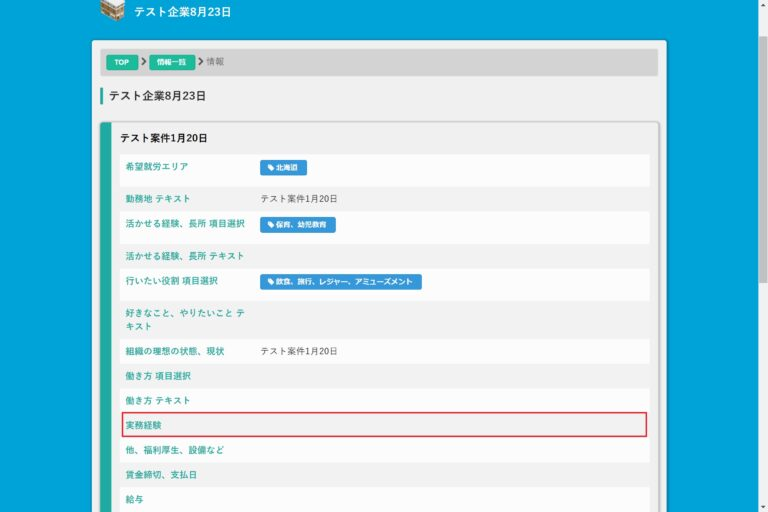 テスト企業8月23日
TOP 情報一覧 情報
テスト企業8月23日
テスト案件1月20日
希望就労エリア 北海道
勤務地 テキスト テスト案件1月20日
活かせる経験、長所 項目選択 保育、幼児教育
活かせる経験、長所 テキスト
行いたい役割 項目選択 飲食、旅行、レジャー、アミューズメント
好きなこと、やりたいこと テ
キスト
組織の理想の状態、現状 テスト案件1月20日
働き方 項目選択
働き方 テキスト
実務経験
他、福利厚生、設備など
賃金締切、支払日
給与